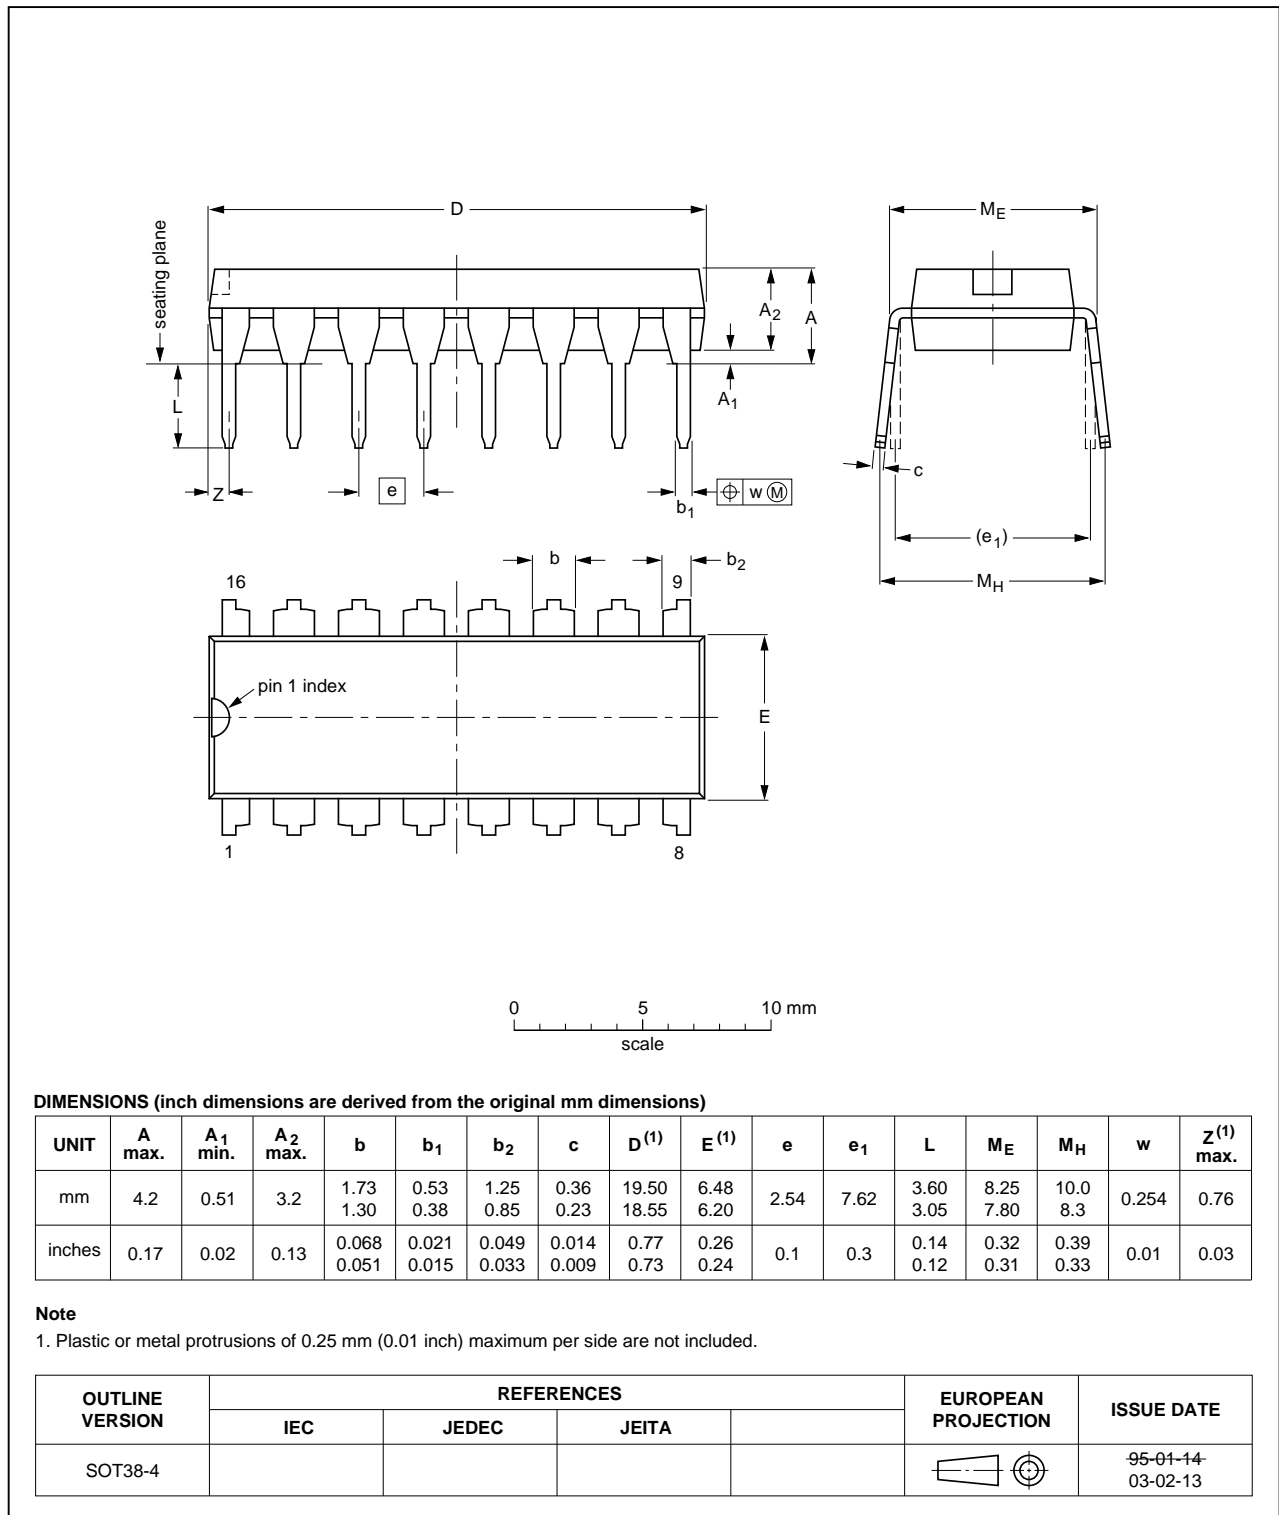 D
M_E
seating plane
A_2
A
L
A_1
Z
e
b_1
w M
c
(e_1)
M_H
b
b_2
16
9
pin 1 index
E
1
8
0 5 10 mm
scale
DIMENSIONS (inch dimensions are derived from the original mm dimensions)
UNIT A max. A_1 min. A_2 max. b b_1 b_2 c D(1) E(1) e e_1 L M_E M_H w Z(1) max.
mm 4.2 0.51 3.2 1.73 1.30 0.53 0.38 1.25 0.85 0.36 0.23 19.50 18.55 6.48 6.20 2.54 7.62 3.60 3.05 8.25 7.80 10.0 8.3 0.254 0.76
inches 0.17 0.02 0.13 0.068 0.051 0.021 0.015 0.049 0.033 0.014 0.009 0.77 0.73 0.26 0.24 0.1 0.3 0.14 0.12 0.32 0.31 0.39 0.33 0.01 0.03
Note
1. Plastic or metal protrusions of 0.25 mm (0.01 inch) maximum per side are not included.
OUTLINE VERSION REFERENCES EUROPEAN PROJECTION ISSUE DATE
IEC JEDEC JEITA
SOT38-4 95-01-14
03-02-13